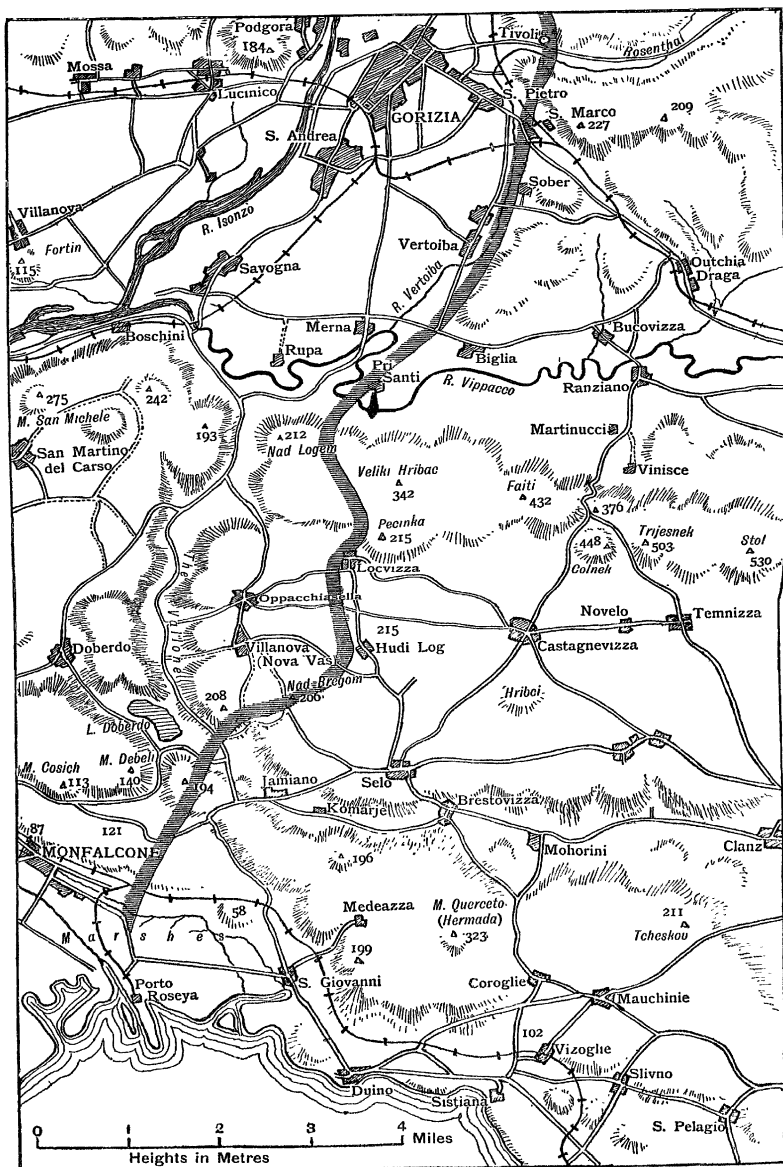 Podgora
184
Tivoli
Rosenthal
Mossa
Lucinico
S. Pietro
GORIZIA
S. Marco
227
209
S. Andrea
Sober
Villanova
R. Isonzo
Fortin
115
Vertoiba
Savogna
R. Vertoiba
Outchia
Draga
Boschini
Merna
Rupa
Biglia
Bucovizza
Pri
Santi
R. Vippacco
Ranziano
275
M. San Michele
242
193
212
Nad Logem
Martinucci
San Martino
del Carso
Vinisce
Veliki Hribac
342
Faiti
432
376
Pecinka
215
448
Colnek
Trijesnek
503
Stol
530
Locvizza
The Vallone
Oppacchiasella
215
Novelo
Temnizza
Doberdo
Villanova
(Nova Vas)
Hudi Log
Castagnevizza
Nad Bregom
206
208
Hribci
L. Doberdo
M. Cosich
113
M. Debeli
140
194
Jamiano
Selo
Komarje
Brestovizza
87
121
MONFALCONE
196
Mohorini
Clanz
Marshes
58
Medeazza
M. Querceto
(Hermada)
323
211
Tcheskov
199
Porto
Roseya
S. Giovanni
Coroglie
Mauchinie
102
Vizoglie
Duino
Sistiana
Slivno
S. Pelagio
0 1 2 3 4
Miles
Heights in Metres